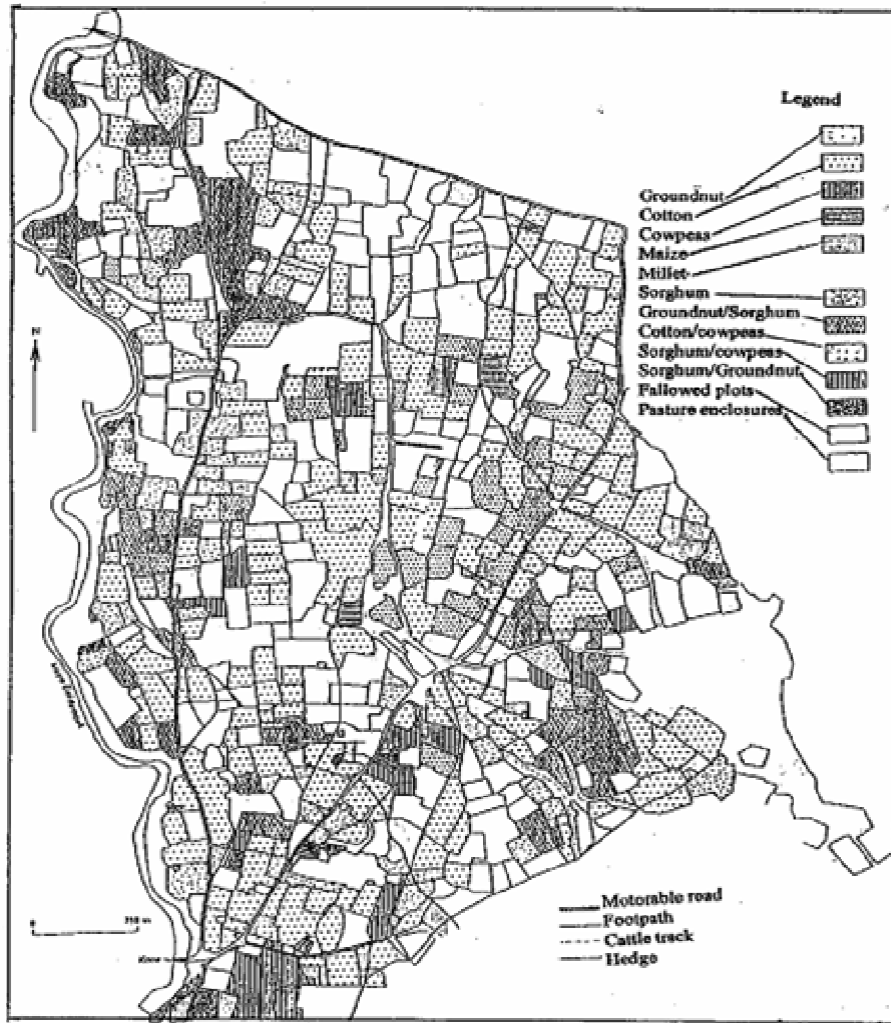 Legend
Groundnut
Cotton
Cowpeas
Maize
Millet
Sorghum
Groundnut/Sorghum
Cotton/cowpeas
Sorghum/cowpeas
Sorghum/Groundnut
Fallowed plots
Pasture enclosures
N
Motorable road
Footpath
Cattle track
Hedge